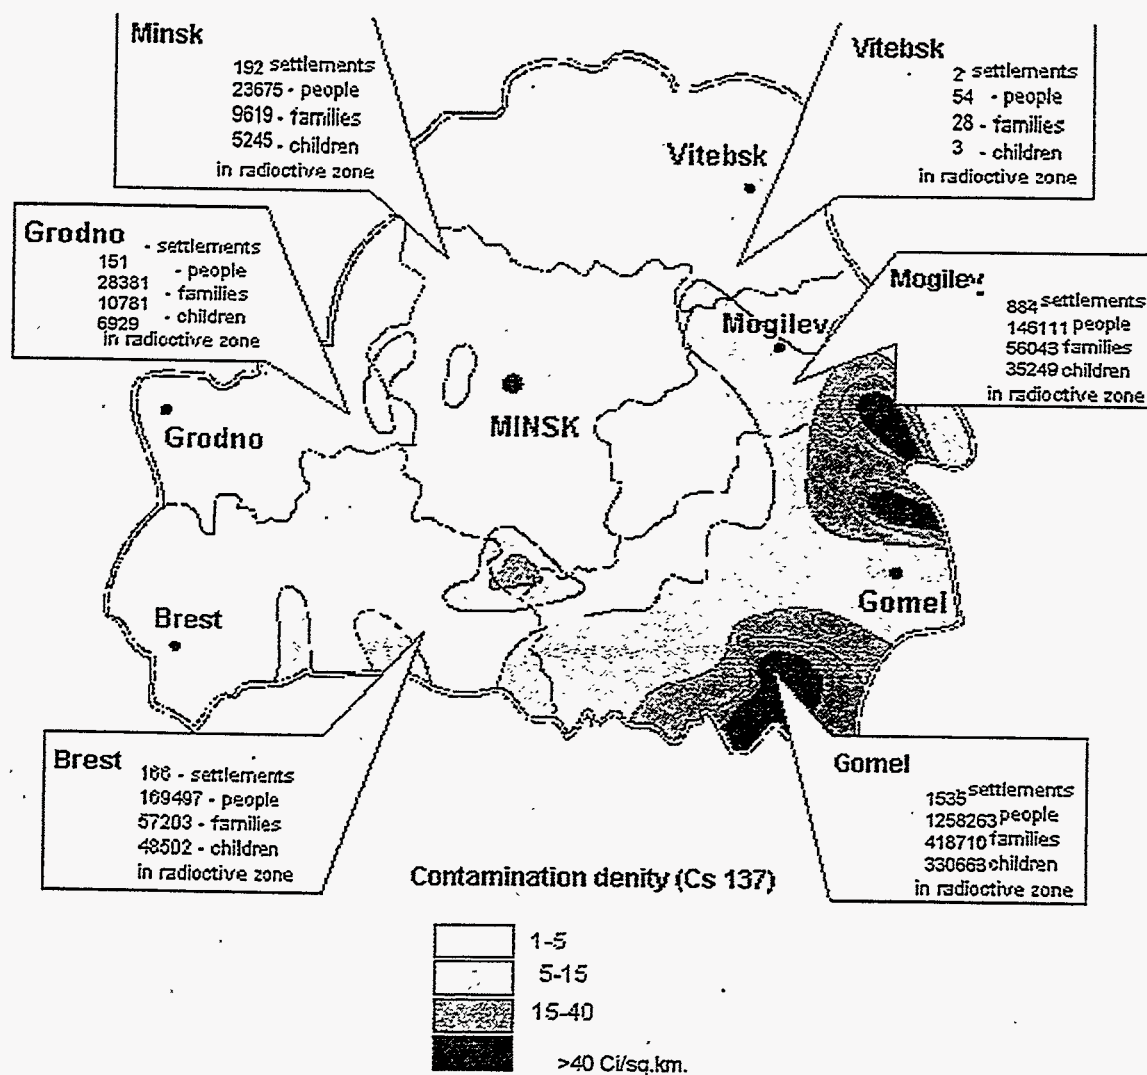 Minsk
192 settlements
23675 - people
9619 - families
5245 - children
in radioctive zone
Vitebsk
2 settlements
54 - people
28 - families
3 - children
in radioctive zone
Vitebsk
Grodno
- settlements
151 - people
28381 - families
10781 - children
6929
in radioctive zone
Mogilev
884 settlements
146111 people
56043 families
35249 children
in radioctive zone
Mogilev
MINSK
Grodno
Brest
Gomel
Brest
166 - settlements
169497 - people
57203 - families
48502 - children
in radioctive zone
Gomel
1535 settlements
1258263 people
418710 families
330663 children
in radioctive zone
Contamination denity (Cs 137)
1-5
5-15
15-40
>40 Ci/sq.km.